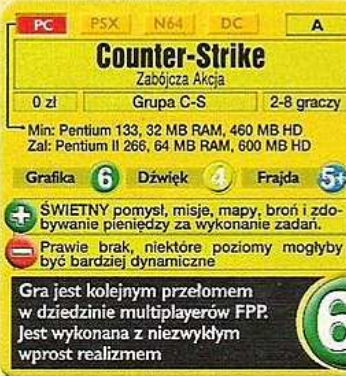 PC PSX N64 DC A
Counter-Strike
Zabójcza Akcja
0 zł Grupa C-S 2-8 graczy
Min: Pentium 133, 32 MB RAM, 460 MB HD
Zal: Pentium II 266, 64 MB RAM, 600 MB HD
Grafika 6 Dźwięk 4 Frajda 5+
ŚWIETNY pomysł, misje, mapy, broń i zdo-
bywanie pieniędzy za wykonanie zadań.
Prawie brak, niektóre poziomy mogłyby
być bardziej dynamiczne
Gra jest kolejnym przełomem
w dziedzinie multiplayerów FPP.
Jest wykonana z niezwykłym
wprost realizmem
6